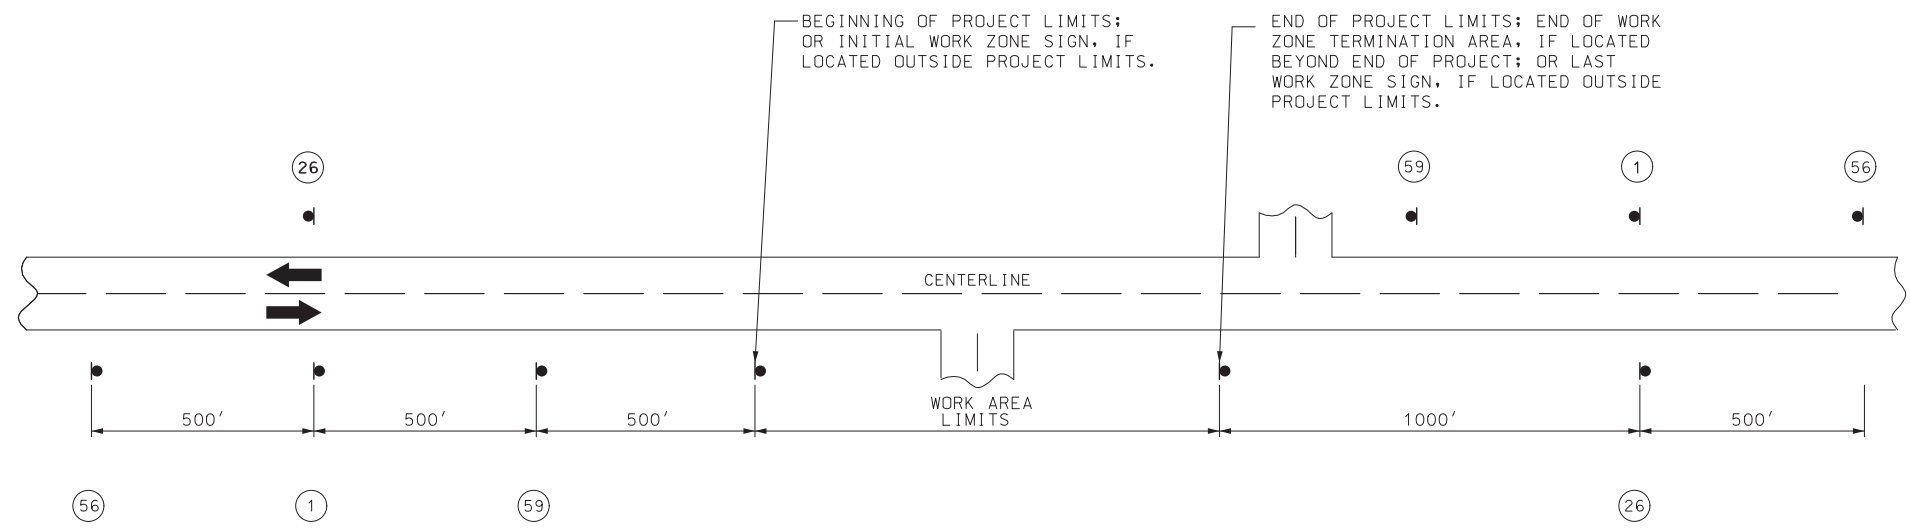 BEGINNING OF PROJECT LIMITS;
OR INITIAL WORK ZONE SIGN, IF
LOCATED OUTSIDE PROJECT LIMITS.
END OF PROJECT LIMITS; END OF WORK
ZONE TERMINATION AREA, IF LOCATED
BEYOND END OF PROJECT; OR LAST
WORK ZONE SIGN, IF LOCATED OUTSIDE
PROJECT LIMITS.
26
59
1
56
CENTERLINE
500'
500'
500'
WORK AREA
LIMITS
1000'
500'
56
1
59
26